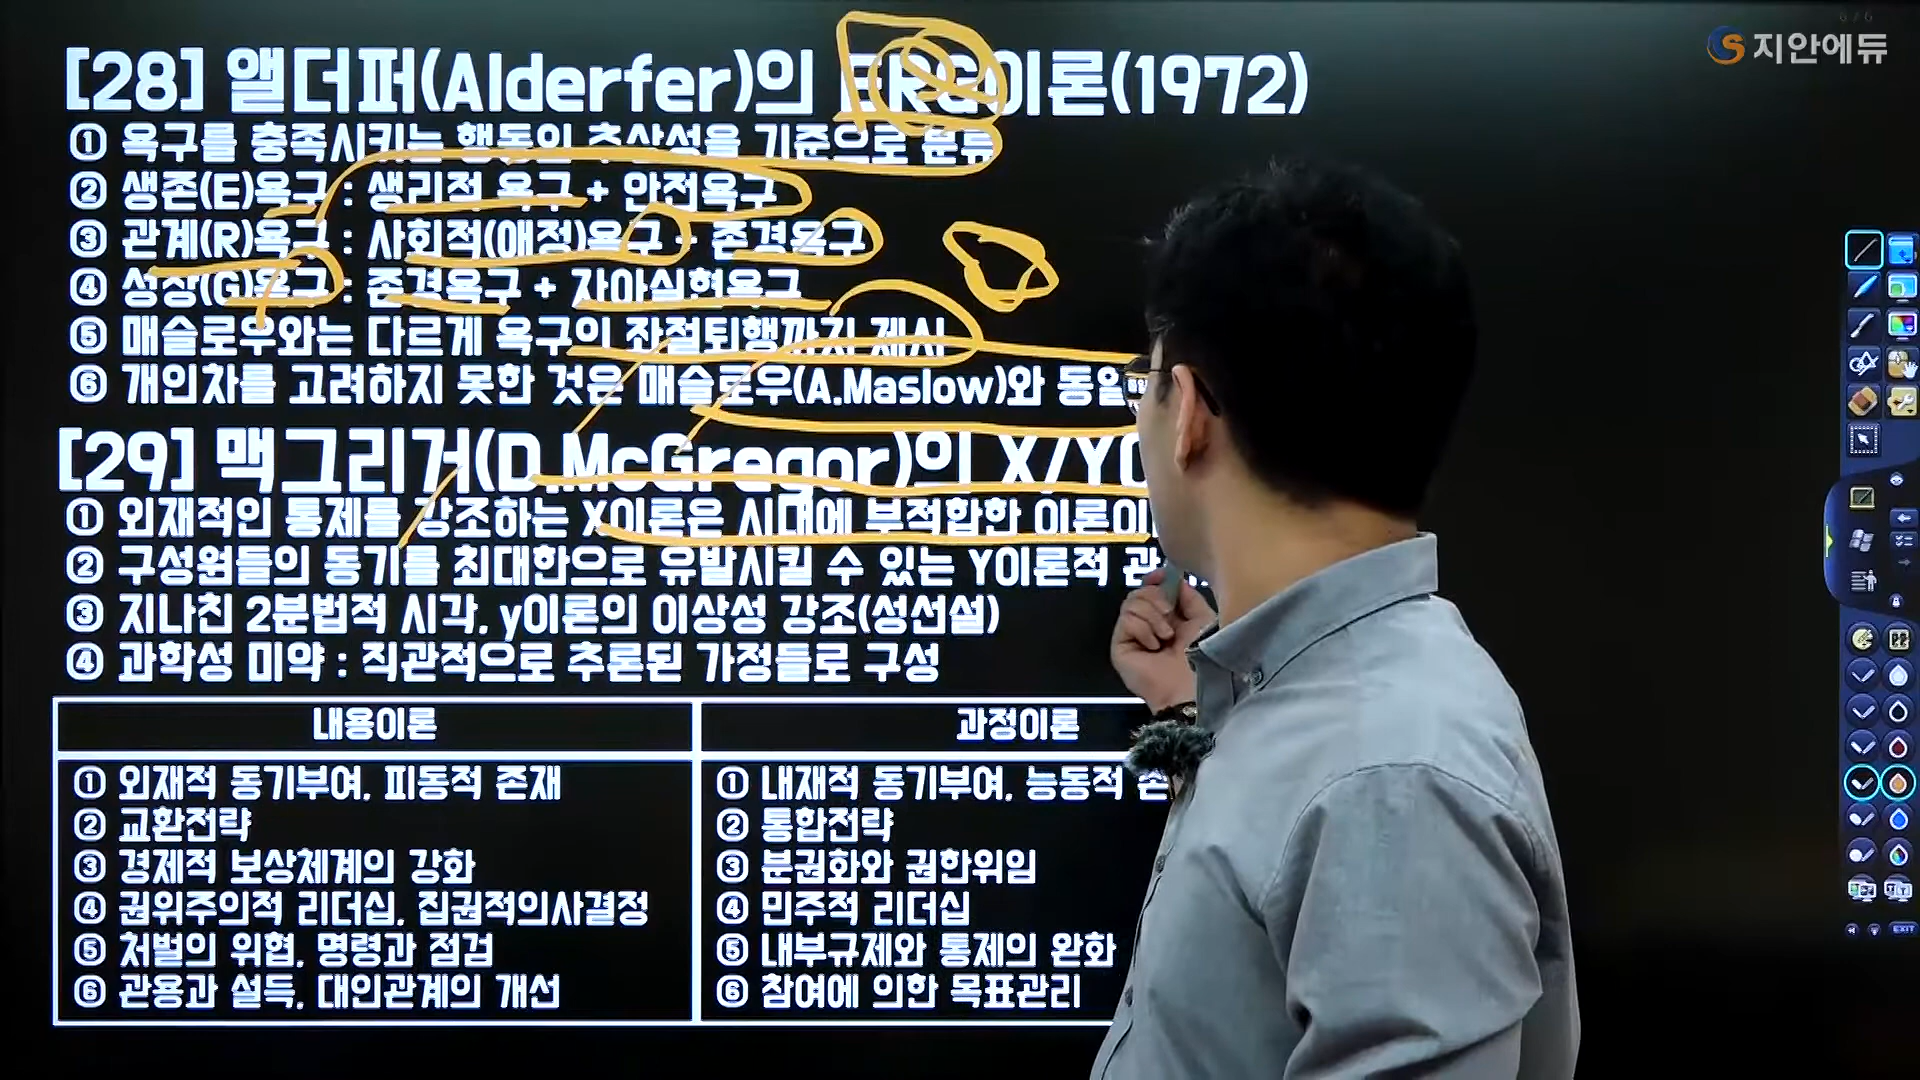 지안에듀
[28] 앨더퍼(Alderfer)의 ERG이론(1972)
① 욕구를 충족시키는 행동의 추상성을 기준으로 분류
② 생존(E)욕구 : 생리적 욕구 + 안전욕구
③ 관계(R)욕구 : 사회적(애정)욕구 + 존경욕구
④ 성장(G)욕구 : 존경욕구 + 자아실현욕구
⑤ 매슬로우와는 다르게 욕구의 좌절퇴행까지 제시
⑥ 개인차를 고려하지 못한 것은 매슬로우(A.Maslow)와 동일
[29] 맥그리거(D.McGregor)의 X/Y이
① 외재적인 통제를 강조하는 X이론은 시대에 부적합한 이론이
② 구성원들의 동기를 최대한으로 유발시킬 수 있는 Y이론적 관
③ 지나친 2분법적 시각, y이론의 이상성 강조(성선설)
④ 과학성 미약 : 직관적으로 추론된 가정들로 구성
내용이론
① 외재적 동기부여, 피동적 존재
② 교환전략
③ 경제적 보상체계의 강화
④ 권위주의적 리더십, 집권적의사결정
⑤ 처벌의 위협, 명령과 점검
⑥ 관용과 설득, 대인관계의 개선
과정이론
① 내재적 동기부여, 능동적 존
② 통합전략
③ 분권화와 권한위임
④ 민주적 리더십
⑤ 내부규제와 통제의 완화
⑥ 참여에 의한 목표관리
EXIT